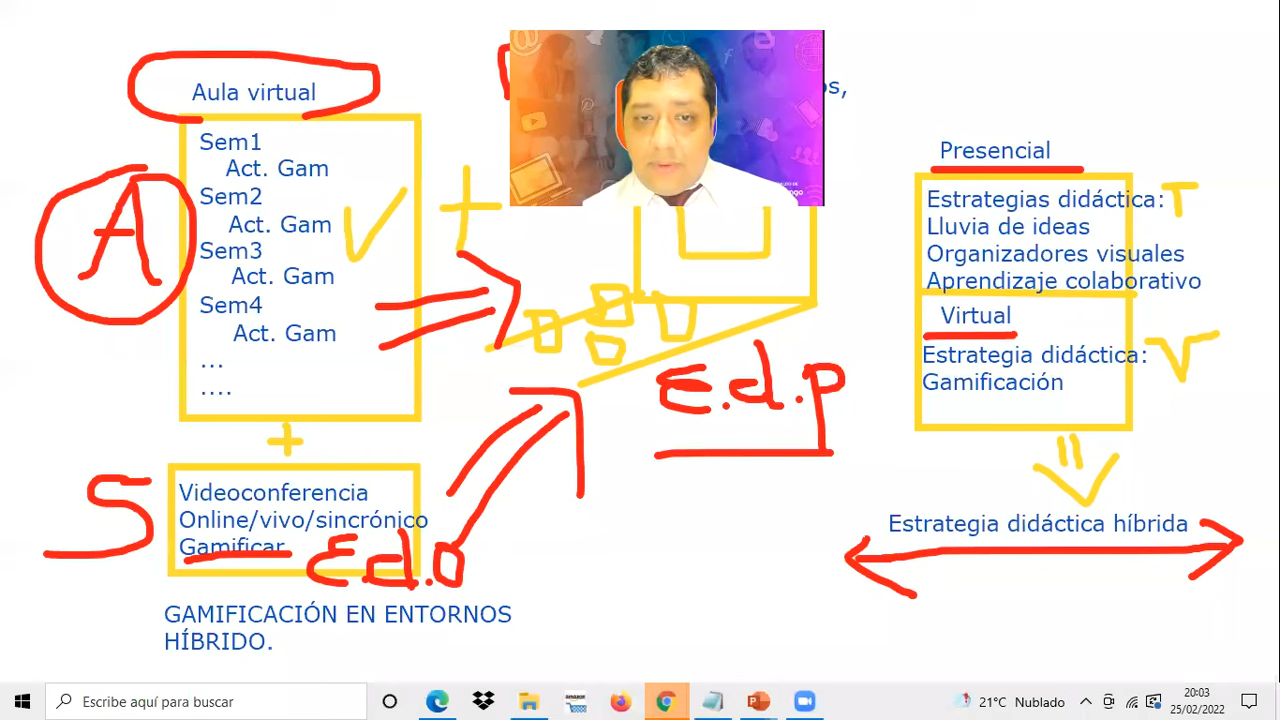 Aula virtual
Sem1
Act. Gam
Sem2
Act. Gam
Sem3
Act. Gam
Sem4
Act. Gam
...
....
A
+
+
Videoconferencia
Online/vivo/sincrónico
Gamificar
S
E.d.O
GAMIFICACIÓN EN ENTORNOS
HÍBRIDO.
E.d.P
Presencial
Estrategias didáctica:
Lluvia de ideas
Organizadores visuales
Aprendizaje colaborativo
Virtual
Estrategia didáctica:
Gamificación
Estrategia didáctica híbrida
Escribe aquí para buscar
21°C Nublado
20:03
25/02/2022